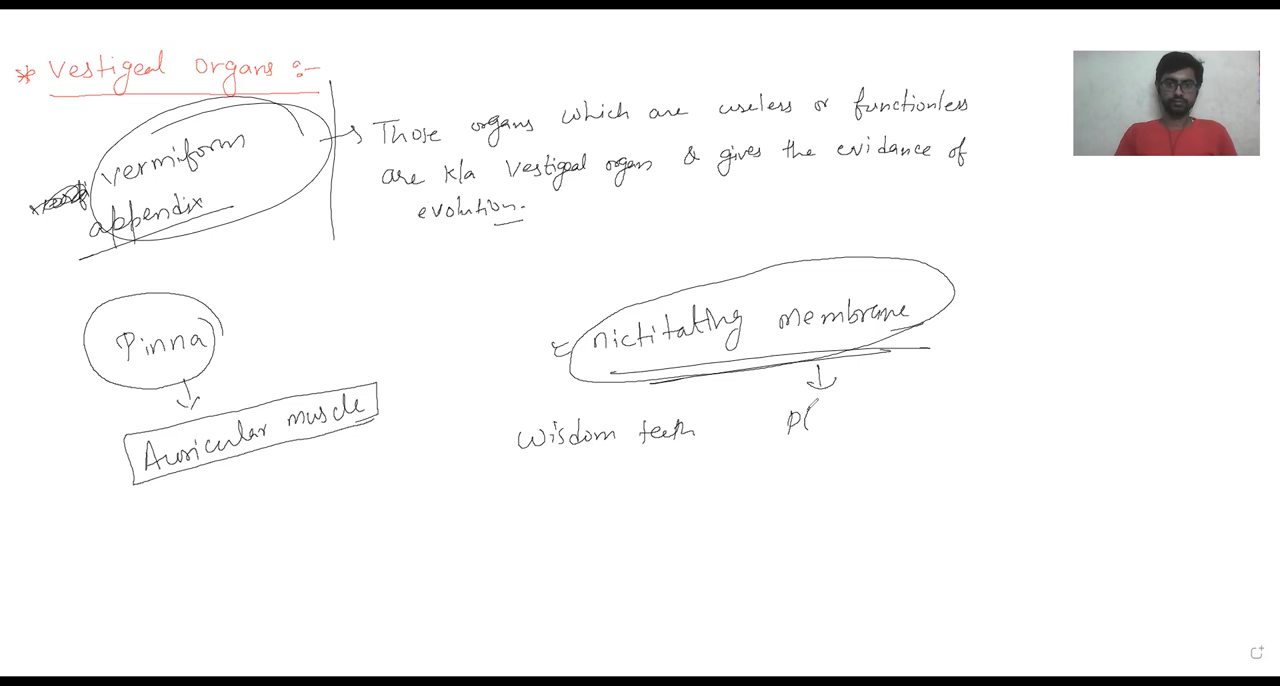 * Vestigeal organs :-
vermiform
appendix
→ Those organs which are useless or functionless
are k/a Vestigeal organs & gives the evidance of
evolution.
Pinna
Auricular muscle
nictitating membrane
Wisdom teeth
pl